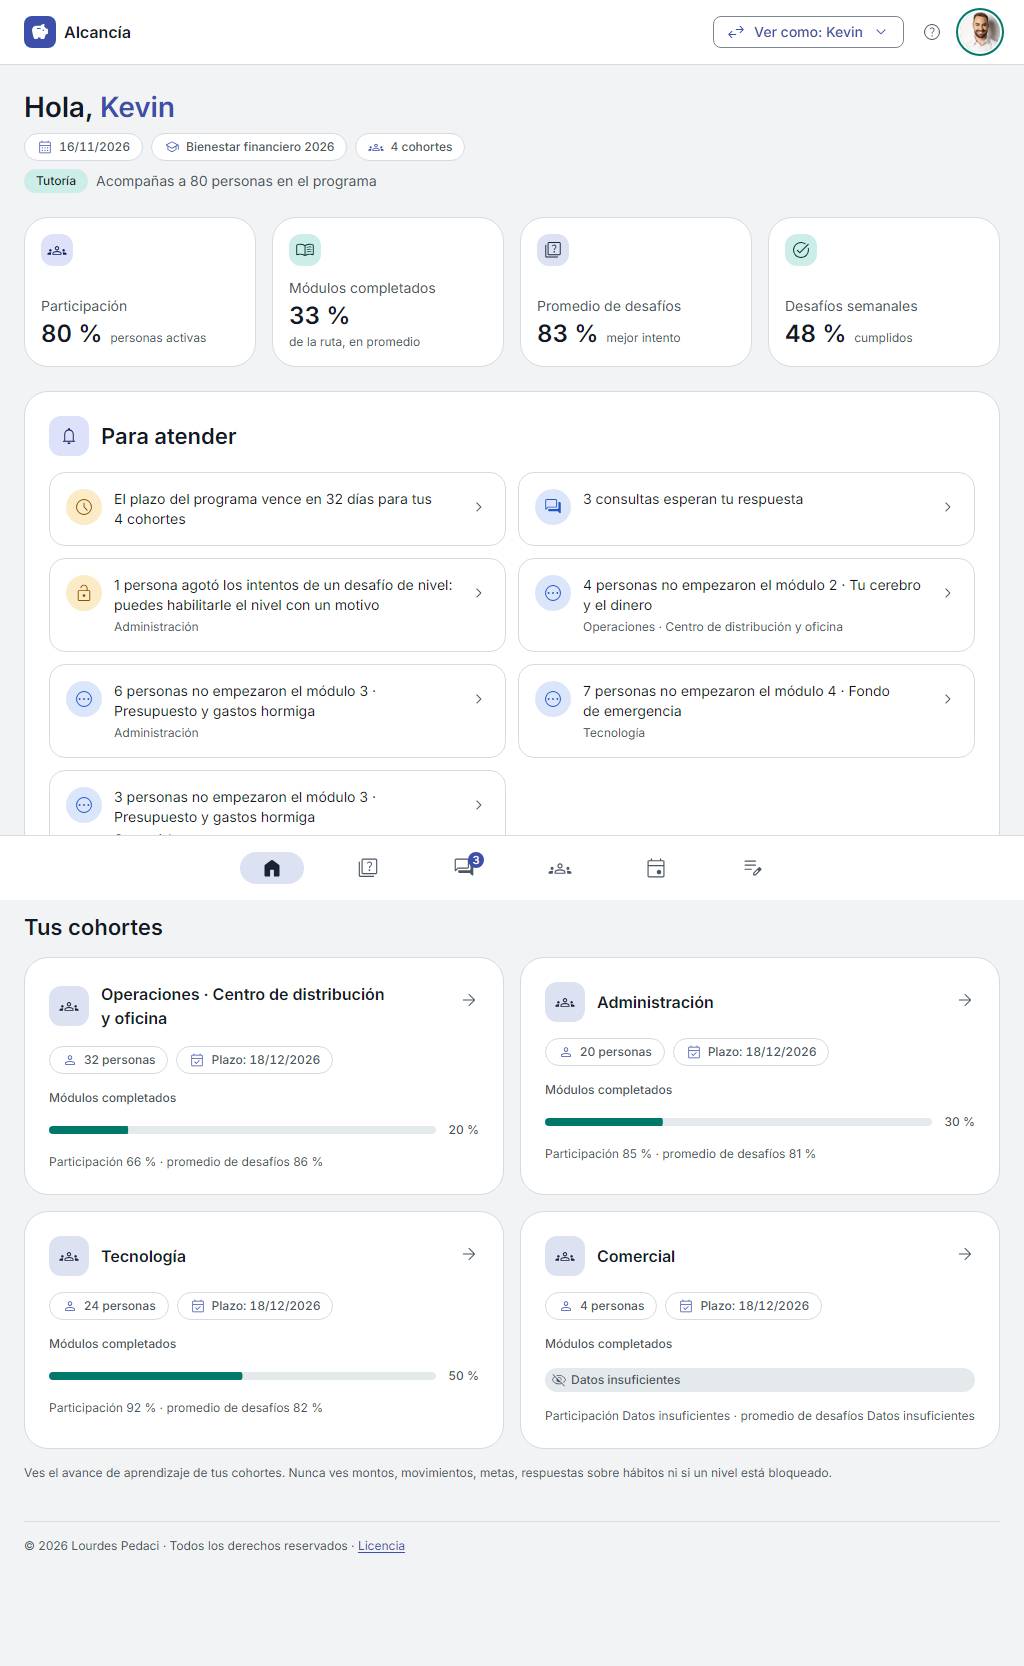 Alcancía
Ver como: Kevin
Hola, Kevin
16/11/2026
Bienestar financiero 2026
4 cohortes
Tutoría
Acompañas a 80 personas en el programa
Participación
80 % personas activas
Módulos completados
33 %
de la ruta, en promedio
Promedio de desafíos
83 % mejor intento
Desafíos semanales
48 % cumplidos
Para atender
El plazo del programa vence en 32 días para tus
4 cohortes
3 consultas esperan tu respuesta
1 persona agotó los intentos de un desafío de nivel:
puedes habilitarle el nivel con un motivo
Administración
4 personas no empezaron el módulo 2 · Tu cerebro
y el dinero
Operaciones · Centro de distribución y oficina
6 personas no empezaron el módulo 3 ·
Presupuesto y gastos hormiga
Administración
7 personas no empezaron el módulo 4 · Fondo
de emergencia
Tecnología
3 personas no empezaron el módulo 3 ·
Presupuesto y gastos hormiga
3
Tus cohortes
Operaciones · Centro de distribución
y oficina
32 personas
Plazo: 18/12/2026
Módulos completados
20 %
Participación 66 % · promedio de desafíos 86 %
Administración
20 personas
Plazo: 18/12/2026
Módulos completados
30 %
Participación 85 % · promedio de desafíos 81 %
Tecnología
24 personas
Plazo: 18/12/2026
Módulos completados
50 %
Participación 92 % · promedio de desafíos 82 %
Comercial
4 personas
Plazo: 18/12/2026
Módulos completados
Datos insuficientes
Participación Datos insuficientes · promedio de desafíos Datos insuficientes
Ves el avance de aprendizaje de tus cohortes. Nunca ves montos, movimientos, metas, respuestas sobre hábitos ni si un nivel está bloqueado.
© 2026 Lourdes Pedaci · Todos los derechos reservados · Licencia